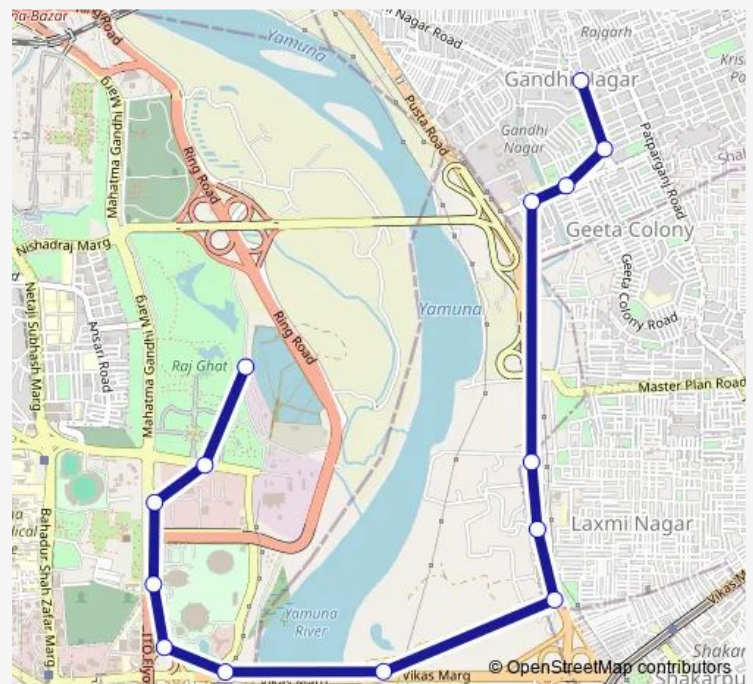 Ring Road
i Nagar Road
Rajgarh
Yamuna
Gandhi Nagar
Mahatma Gandhi Marg
Pusta Road
Gandhi
Nagar
Patparganj Road
Ring Road
Nishadraj Marg
Geeta Colony
Netaji Subhash Marg
Ansari Road
Mahatma Gandhi Marg
Yamuna
Geeta Colony Road
Ring Road
Raj Ghat
Master Plan Road
Bahadur Shah Zafar Marg
Laxmi Nagar
Yamuna
River
Vikas Marg
Vikas Marg
© OpenStreetMap contributors